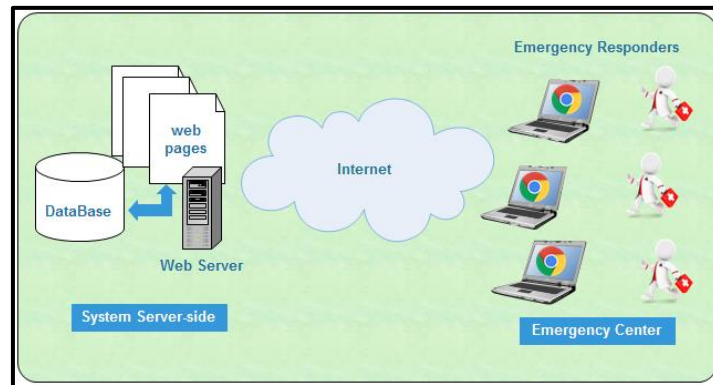 Emergency Responders
web
pages
Internet
DataBase
Web Server
System Server-side
Emergency Center